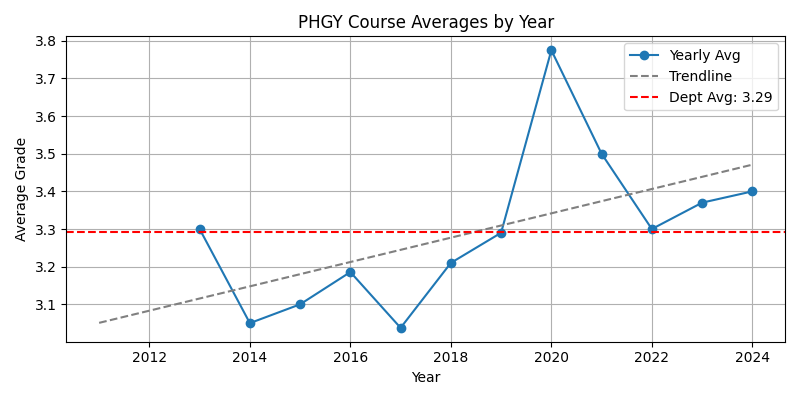 PHGY Course Averages by Year
Yearly Avg
Trendline
Dept Avg: 3.29
Average Grade
3.8
3.7
3.6
3.5
3.4
3.3
3.2
3.1
2012 2014 2016 2018 2020 2022 2024
Year